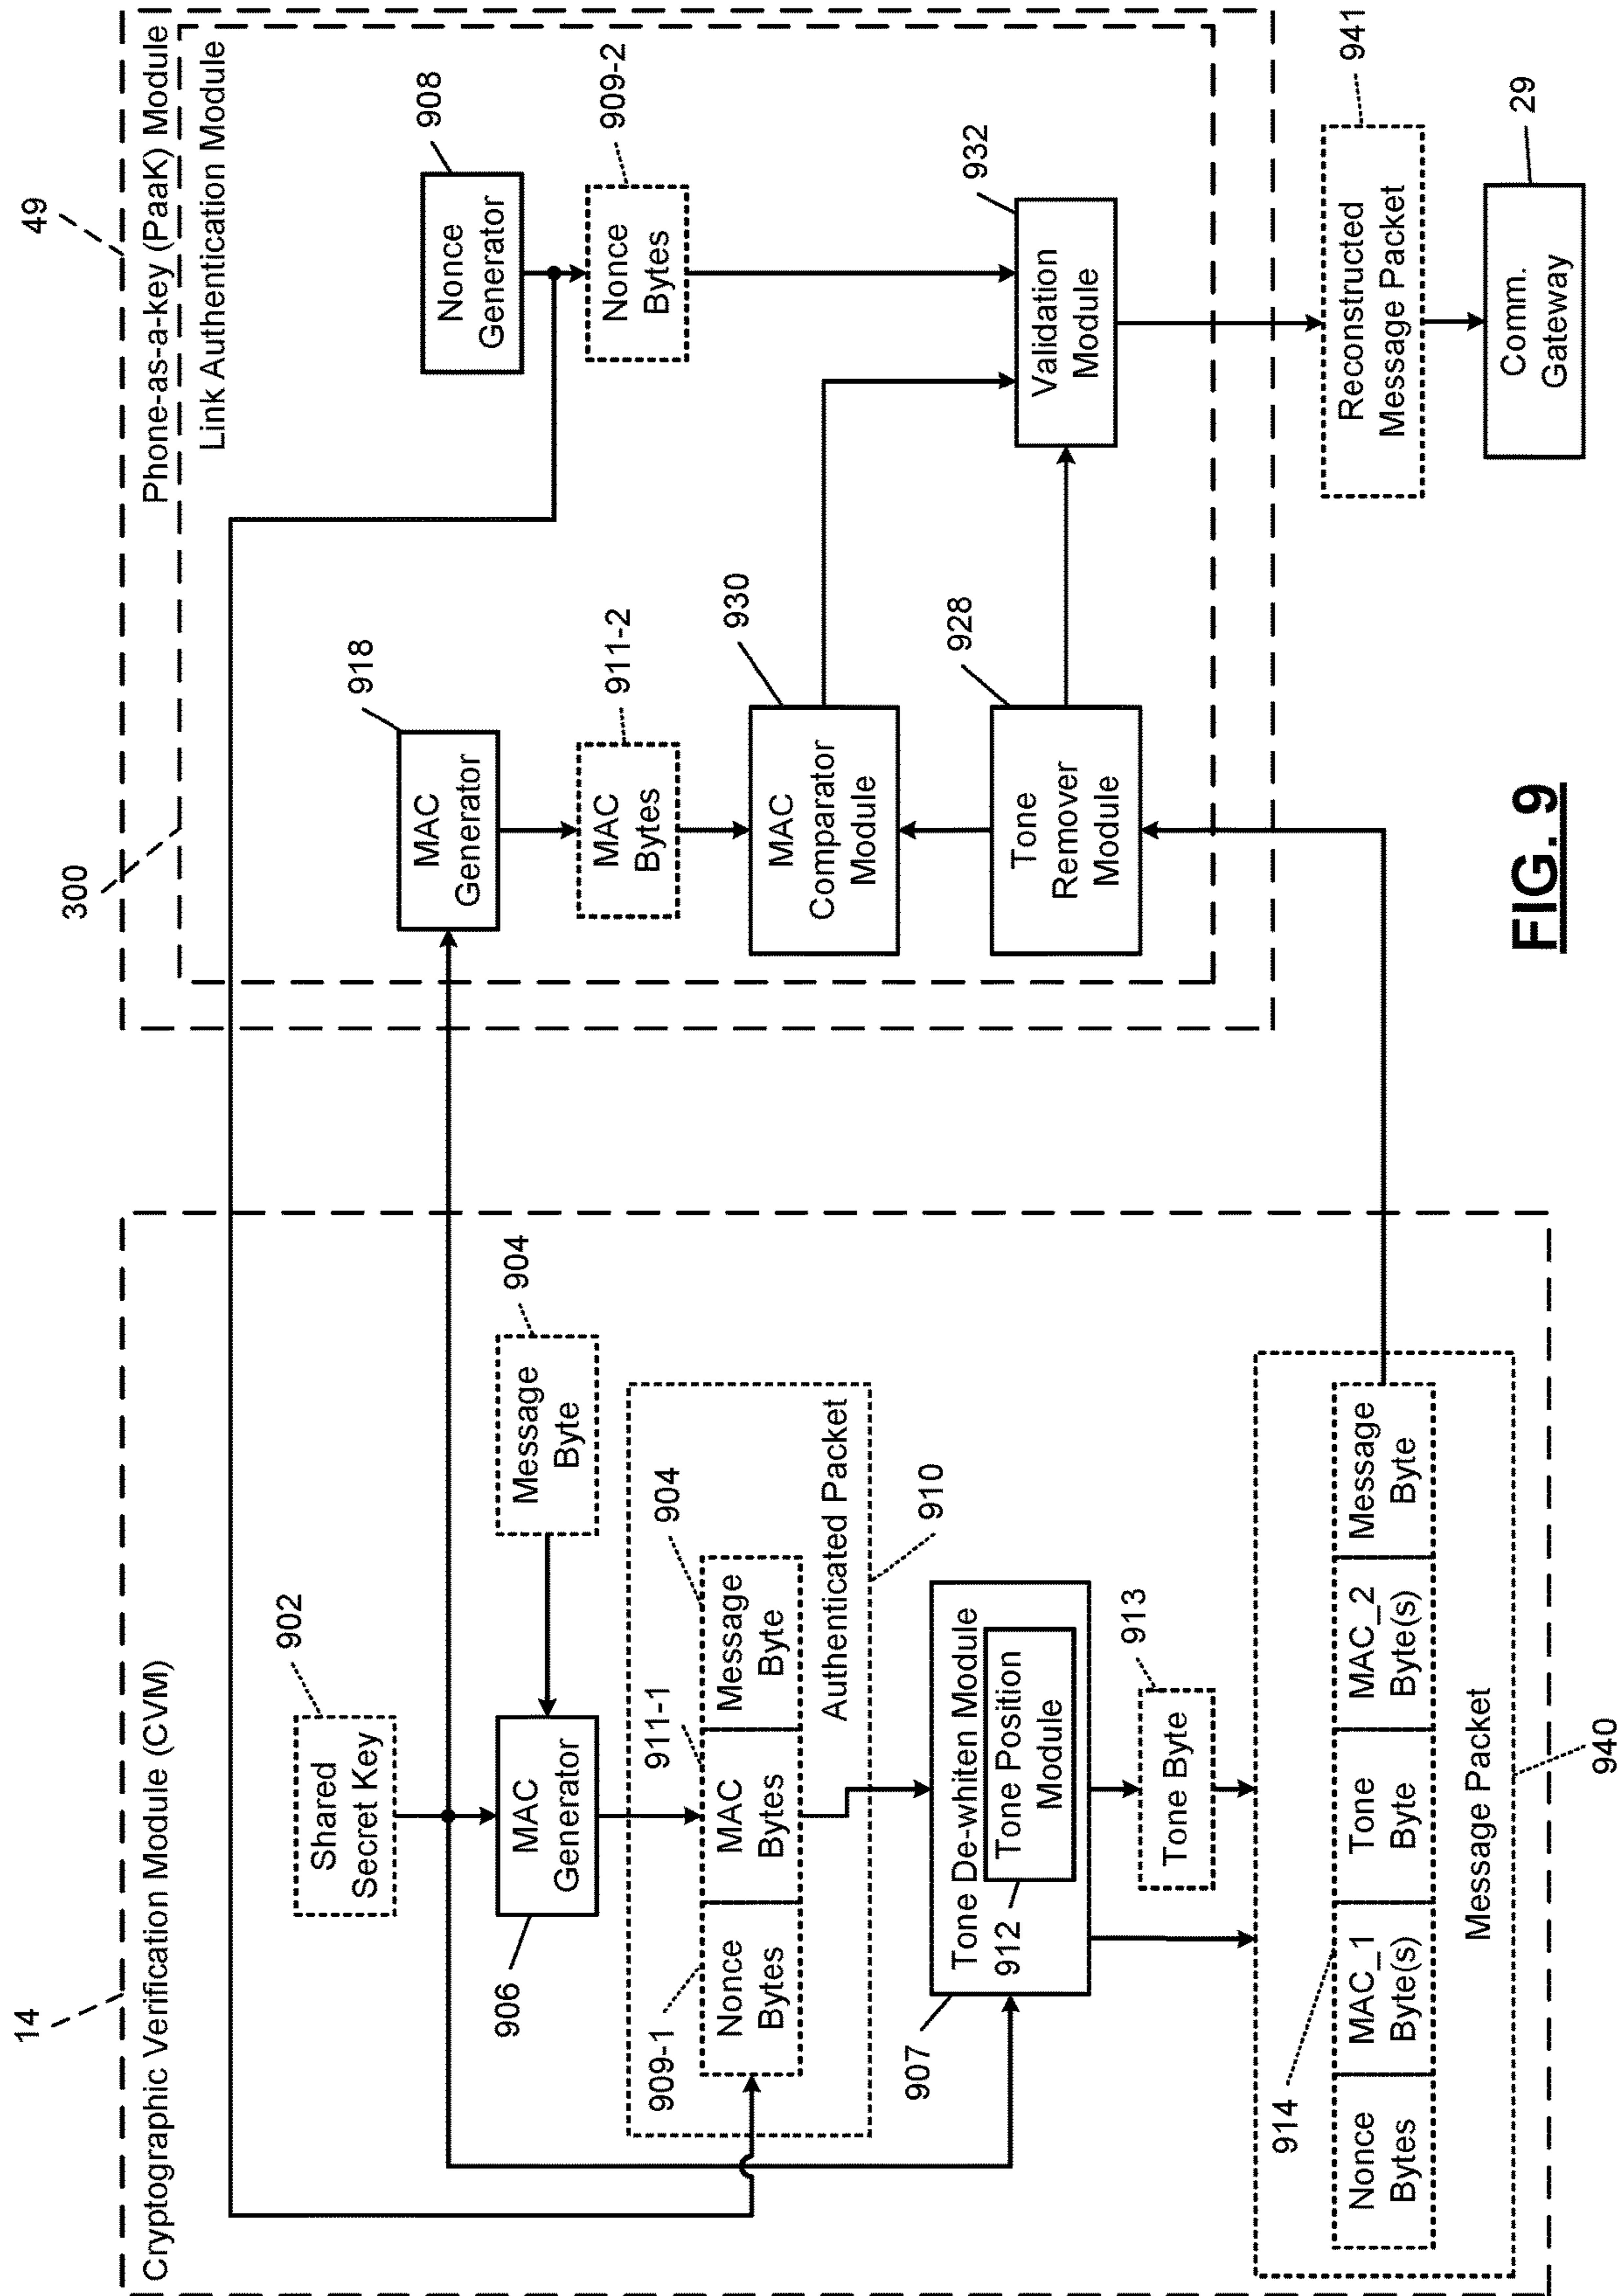 14
Cryptographic Verification Module (CVM)
902
Shared
Secret Key
904
Message
Byte
MAC
Generator
906
909-1
911-1
904
Nonce
Bytes
MAC
Bytes
Message
Byte
Authenticated Packet
910
907
Tone De-whiten Module
912
Tone Position
Module
913
Tone Byte
914
Nonce
Bytes
MAC_1
Byte(s)
Tone
Byte
MAC_2
Byte(s)
Message
Byte
Message Packet
940
49
300
Phone-as-a-key (PaaK) Module
Link Authentication Module
918
MAC
Generator
908
Nonce
Generator
911-2
MAC
Bytes
909-2
Nonce
Bytes
930
MAC
Comparator
Module
928
Tone
Remover
Module
932
Validation
Module
941
Reconstructed
Message Packet
29
Comm.
Gateway
FIG. 9